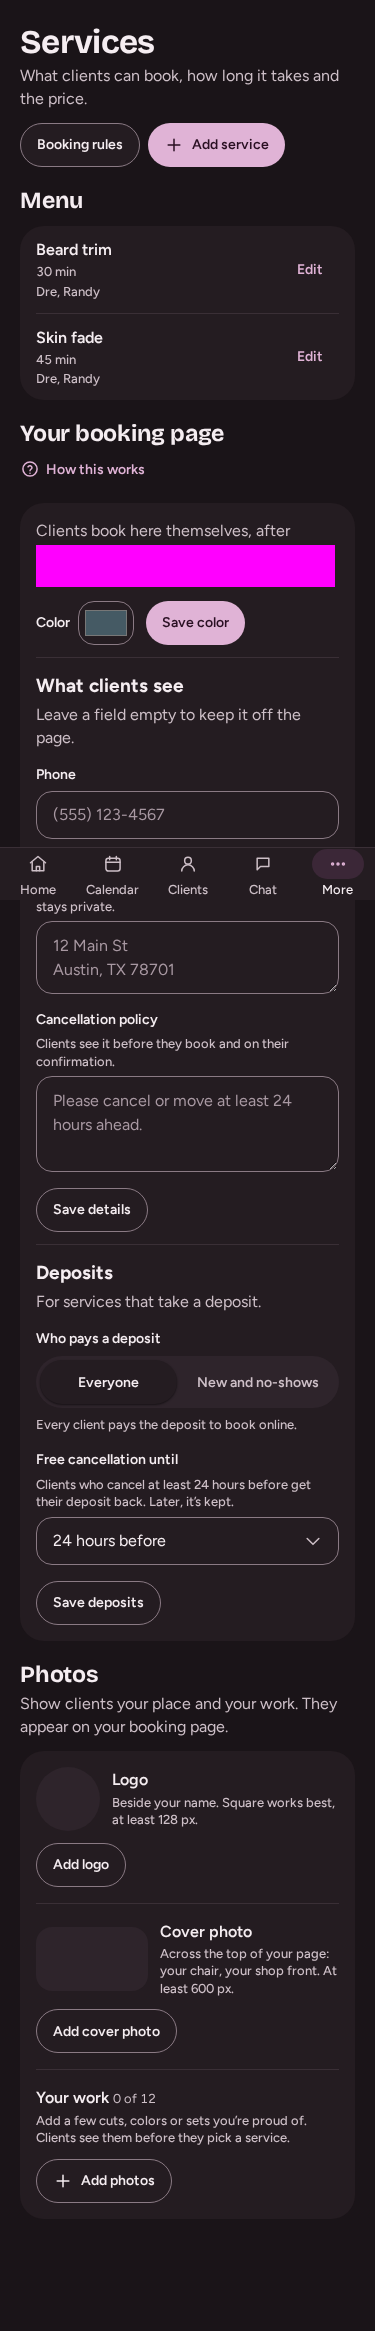 Services
What clients can book, how long it takes and
the price.
Booking rules
Add service
Menu
Beard trim
30 min
Dre, Randy
Edit
Skin fade
45 min
Dre, Randy
Edit
Your booking page
How this works
Clients book here themselves, after
Color
Save color
What clients see
Leave a field empty to keep it off the
page.
Phone
(555) 123-4567
Home
Calendar
Clients
Chat
More
stays private.
12 Main St
Austin, TX 78701
Cancellation policy
Clients see it before they book and on their
confirmation.
Please cancel or move at least 24
hours ahead.
Save details
Deposits
For services that take a deposit.
Who pays a deposit
Everyone
New and no-shows
Every client pays the deposit to book online.
Free cancellation until
Clients who cancel at least 24 hours before get
their deposit back. Later, it’s kept.
24 hours before
Save deposits
Photos
Show clients your place and your work. They
appear on your booking page.
Logo
Beside your name. Square works best,
at least 128 px.
Add logo
Cover photo
Across the top of your page:
your chair, your shop front. At
least 600 px.
Add cover photo
Your work 0 of 12
Add a few cuts, colors or sets you’re proud of.
Clients see them before they pick a service.
Add photos